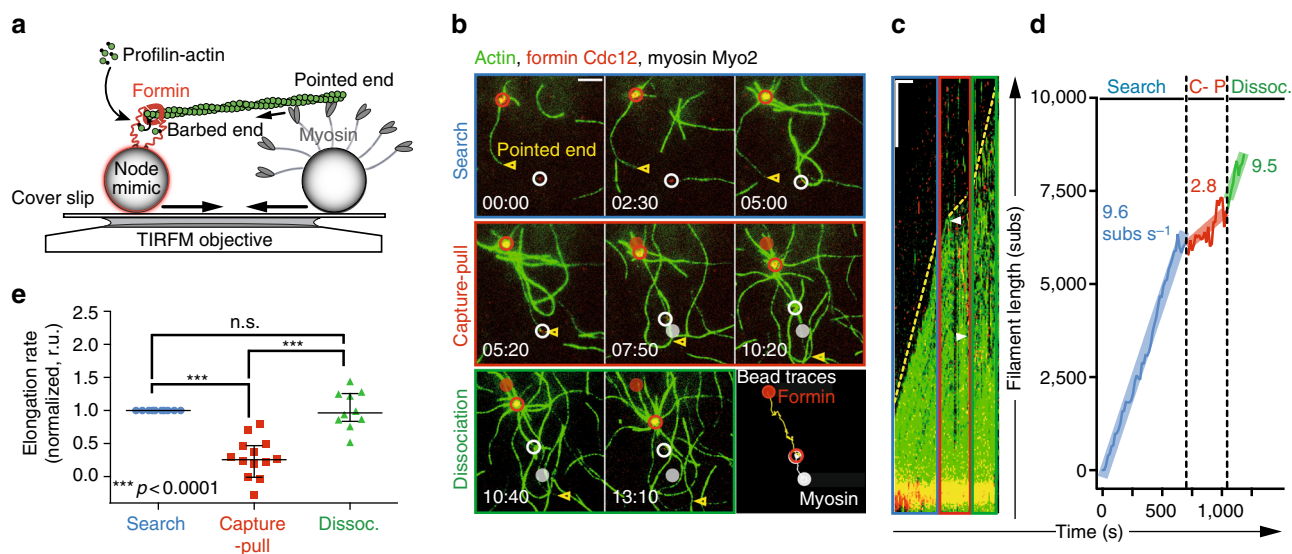 a
Profilin-actin
Formin
Pointed end
Barbed end
Myosin
Node
mimic
Cover slip
TIRFM objective
b
Actin, formin Cdc12, myosin Myo2
Search
Pointed end
00:00
02:30
05:00
Capture-pull
05:20
07:50
10:20
Dissociation
10:40
13:10
Bead traces
Formin
Myosin
c
d
Search
C- P
Dissoc.
Filament length (subs)
10,000
7,500
5,000
2,500
0
9.6
subs s⁻¹
2.8
9.5
0
500
1,000
Time (s)
e
Elongation rate
(normalized, r.u.)
2.5
2.0
1.5
1.0
0.5
0.0
n.s.
***
***
*** p < 0.0001
Search
Capture
-pull
Dissoc.